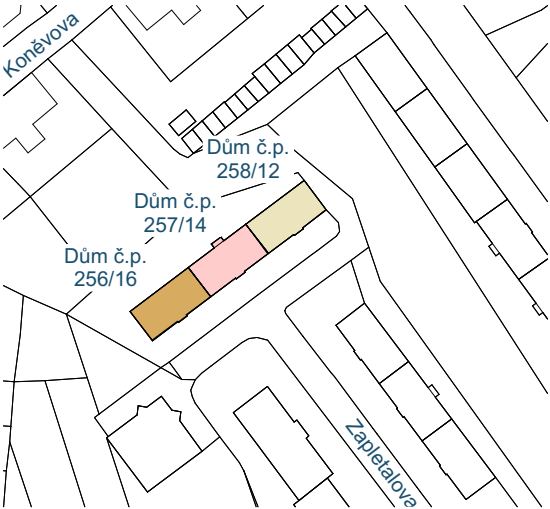 Koněvova
Dům č.p.
258/12
Dům č.p.
257/14
Dům č.p.
256/16
Zapletalova